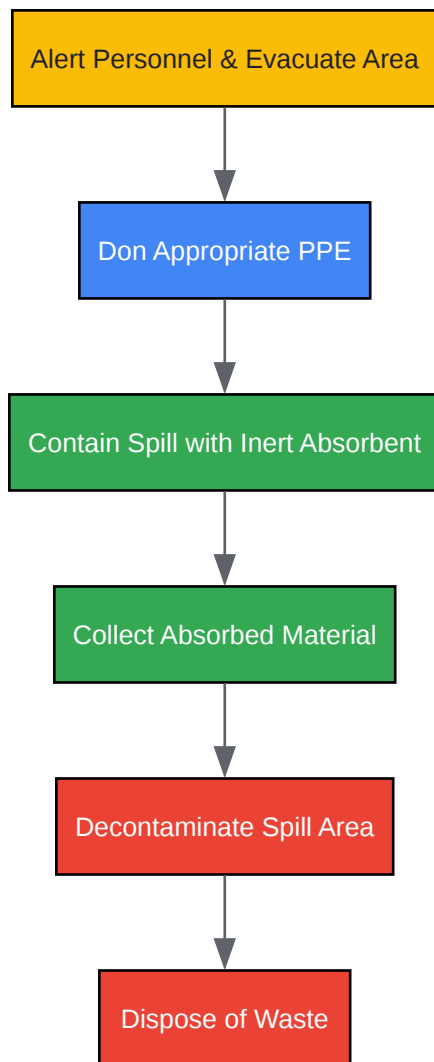 Alert Personnel & Evacuate Area
Don Appropriate PPE
Contain Spill with Inert Absorbent
Collect Absorbed Material
Decontaminate Spill Area
Dispose of Waste